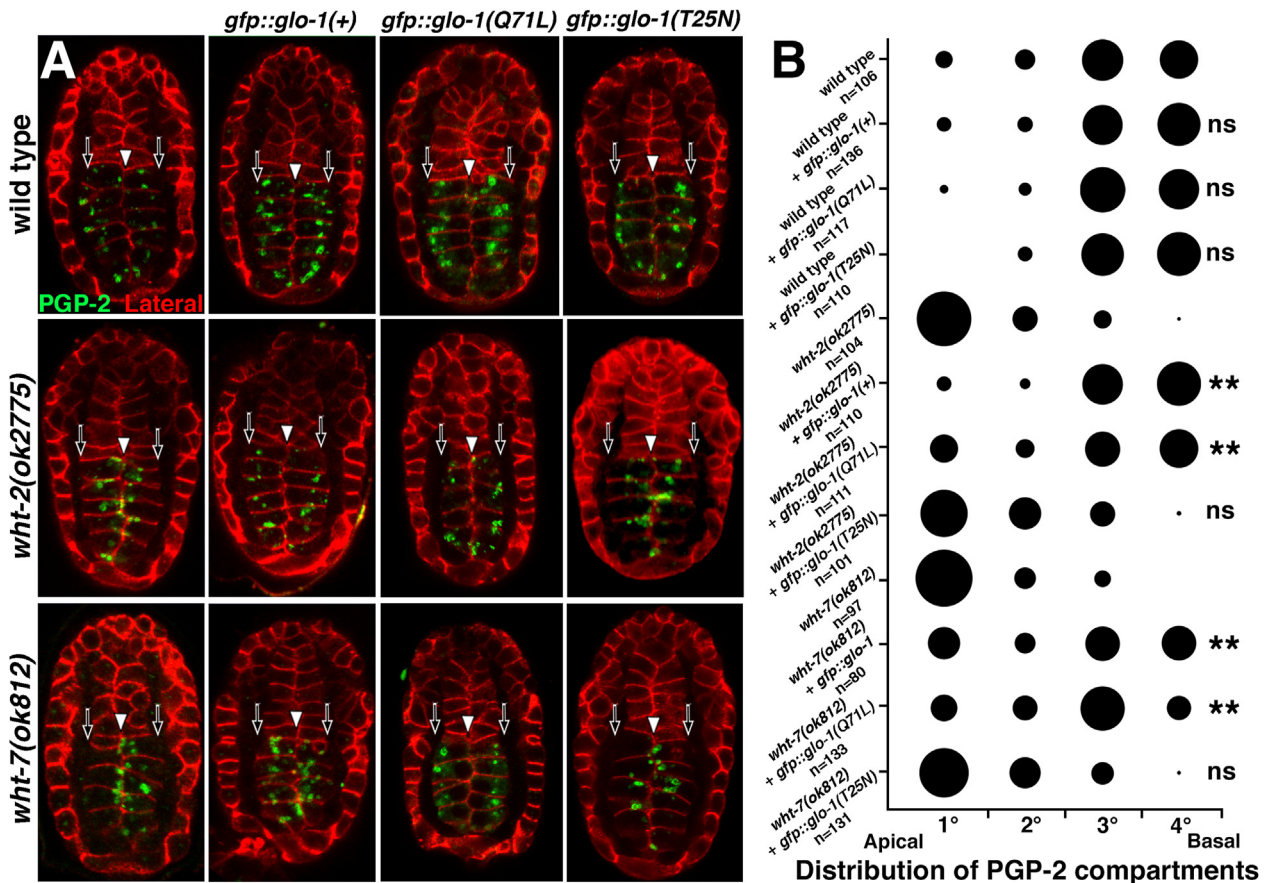 gfp::glo-1(+)
gfp::glo-1(Q71L)
gfp::glo-1(T25N)
A
wild type
PGP-2 Lateral
wht-2(ok2775)
wht-7(ok812)
B
wild type
n=106
wild type
+ gfp::glo-1(+)
n=136
ns
wild type
+ gfp::glo-1(Q71L)
n=117
ns
wild type
+ gfp::glo-1(T25N)
n=110
ns
wht-2(ok2775)
n=104
wht-2(ok2775)
+ gfp::glo-1(+)
n=110
**
wht-2(ok2775)
+ gfp::glo-1(Q71L)
n=111
**
wht-2(ok2775)
+ gfp::glo-1(T25N)
n=101
ns
wht-7(ok812)
n=97
wht-7(ok812)
+ gfp::glo-1
n=80
**
wht-7(ok812)
+ gfp::glo-1(Q71L)
n=133
**
wht-7(ok812)
+ gfp::glo-1(T25N)
n=131
ns
1° 2° 3° 4°
Apical Basal
Distribution of PGP-2 compartments